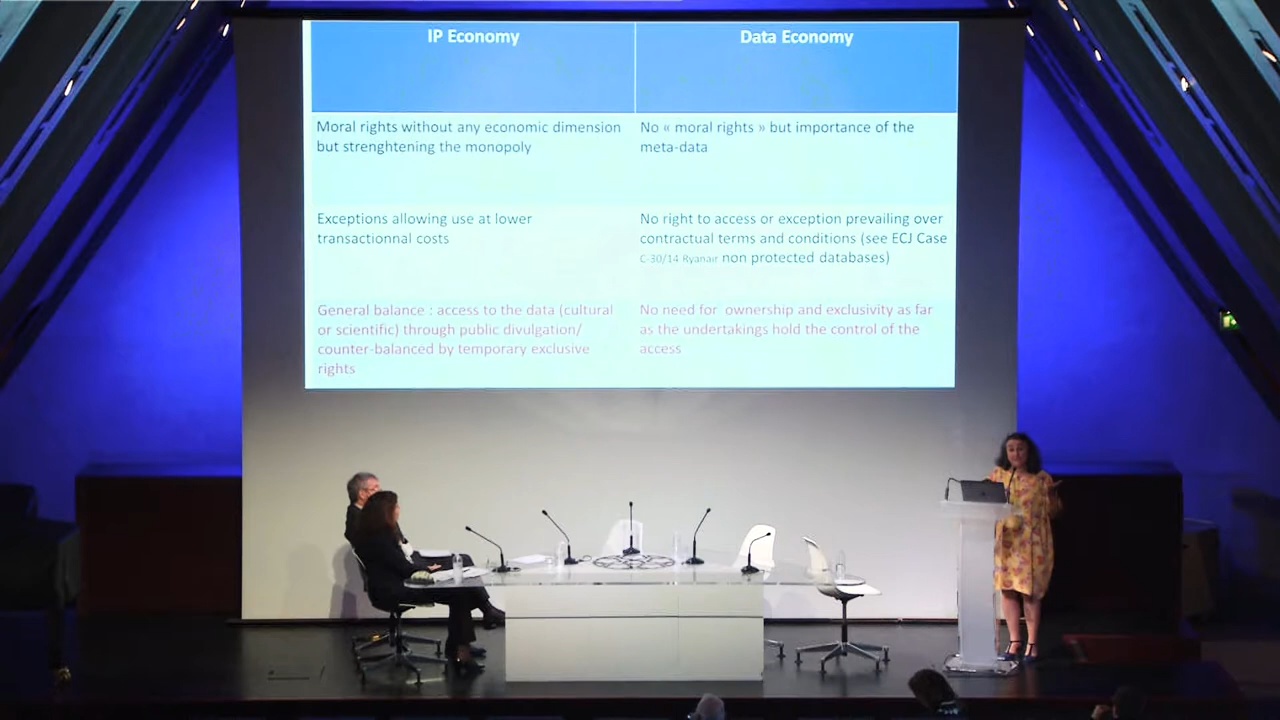 IP Economy
Data Economy
Moral rights without any economic dimension
but strenghtening the monopoly
No « moral rights » but importance of the
meta-data
Exceptions allowing use at lower
transactionnal costs
No right to access or exception prevailing over
contractual terms and conditions (see ECJ Case
C-30/14 Ryanair non protected databases)
General balance : access to the data (cultural
or scientific) through public divulgation/
counter-balanced by temporary exclusive
rights
No need for ownership and exclusivity as far
as the undertakings hold the control of the
access